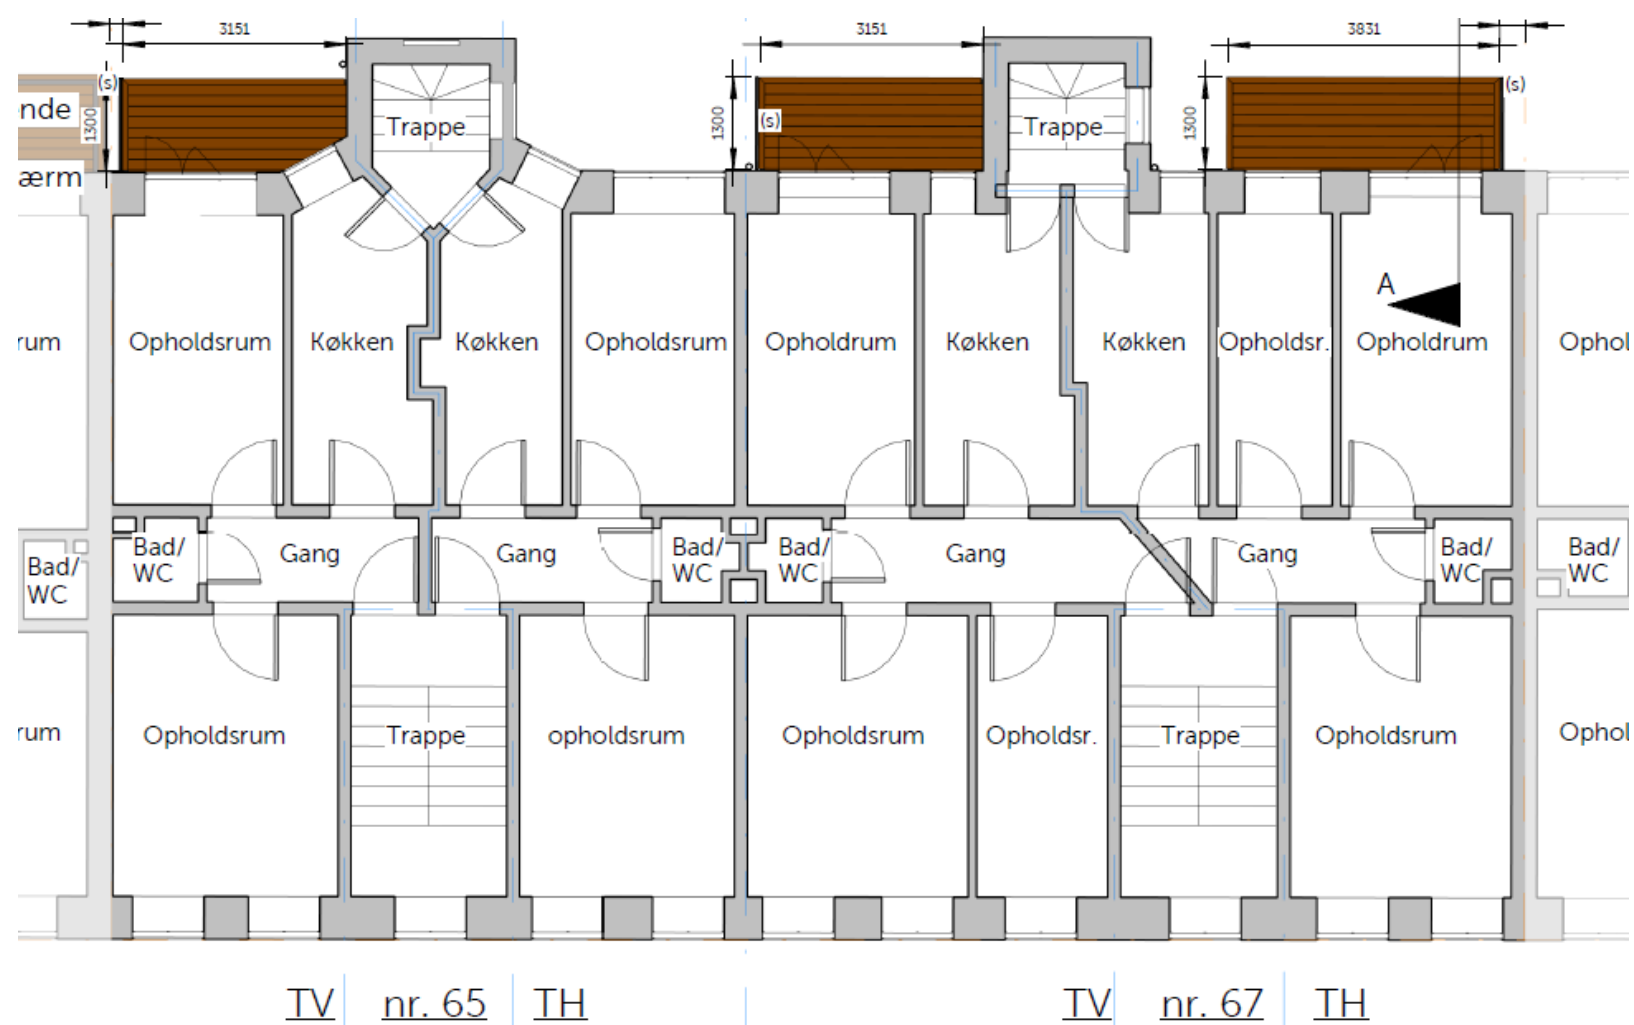 3151
3151
3831
(s)
(s)
(s)
1300
1300
1300
nde
ærm
Trappe
Trappe
A
rum
Opholdsrum
Køkken
Køkken
Opholdsrum
Opholdrum
Køkken
Køkken
Opholdsr.
Opholdrum
Ophol
Bad/
WC
Bad/
WC
Gang
Gang
Bad/
WC
Bad/
WC
Gang
Gang
Bad/
WC
Bad/
WC
rum
Opholdsrum
Trappe
opholdsrum
Opholdsrum
Opholdsr.
Trappe
Opholdsrum
Ophol
TV nr. 65 TH
TV nr. 67 TH